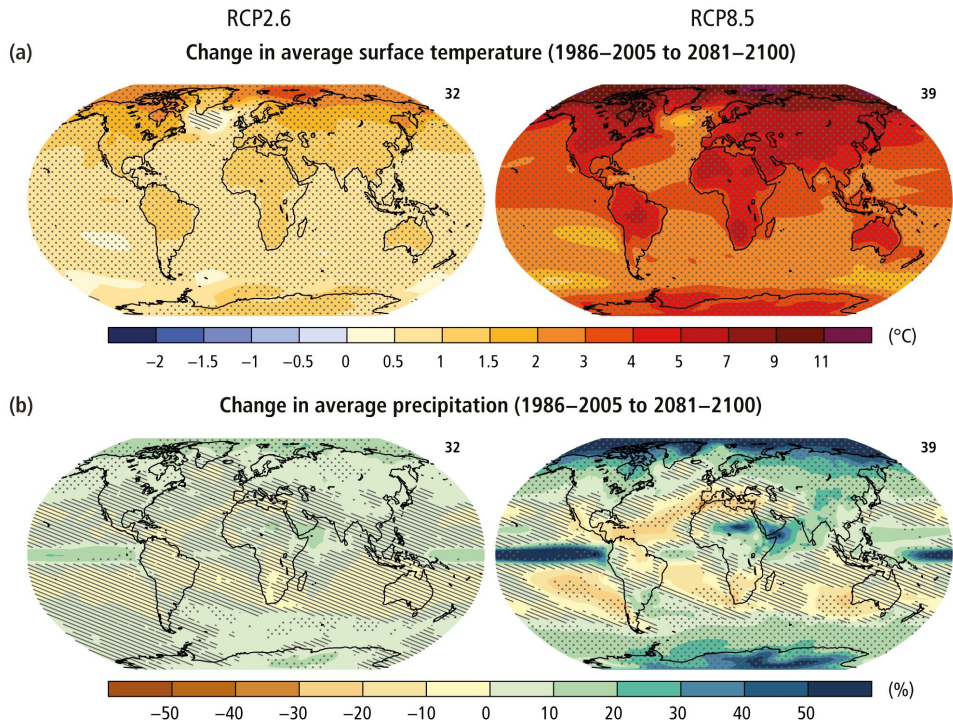 RCP2.6 RCP8.5
(a) Change in average surface temperature (1986–2005 to 2081–2100)
32 39
(°C)
−2 −1.5 −1 −0.5 0 0.5 1 1.5 2 3 4 5 7 9 11
(b) Change in average precipitation (1986–2005 to 2081–2100)
32 39
(%)
−50 −40 −30 −20 −10 0 10 20 30 40 50